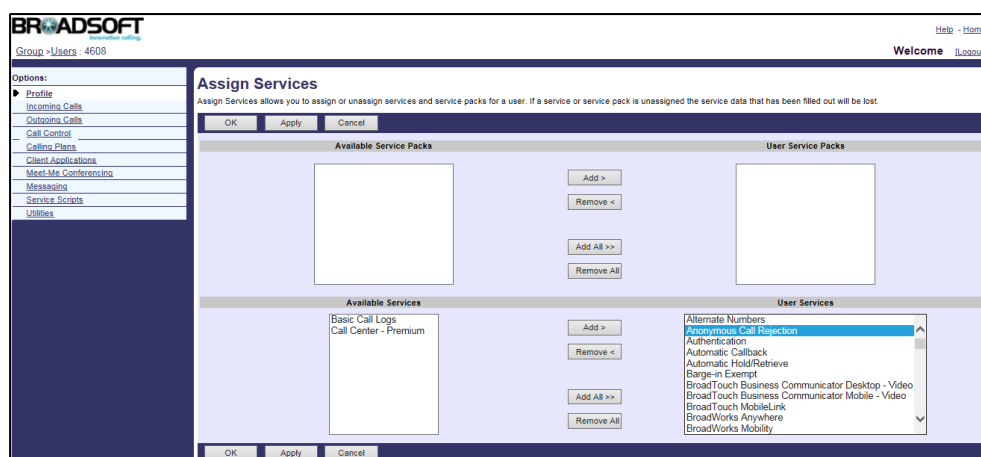 BROADSOFT
innovation calling.
Help - Hom
Group >Users : 4608
Welcome [Logou
Options:
Profile
Incoming Calls
Outgoing Calls
Call Control
Calling Plans
Client Applications
Meet-Me Conferencing
Messaging
Service Scripts
Utilities
Assign Services
Assign Services allows you to assign or unassign services and service packs for a user. If a service or service pack is unassigned the service data that has been filled out will be lost.
OK Apply Cancel
Available Service Packs User Service Packs
Add >
Remove <
Add All >>
Remove All
Available Services User Services
Basic Call Logs
Call Center - Premium
Add >
Remove <
Add All >>
Remove All
Alternate Numbers
Anonymous Call Rejection
Authentication
Automatic Callback
Automatic Hold/Retrieve
Barge-in Exempt
BroadTouch Business Communicator Desktop - Video
BroadTouch Business Communicator Mobile - Video
BroadTouch MobileLink
BroadWorks Anywhere
BroadWorks Mobility
OK Apply Cancel